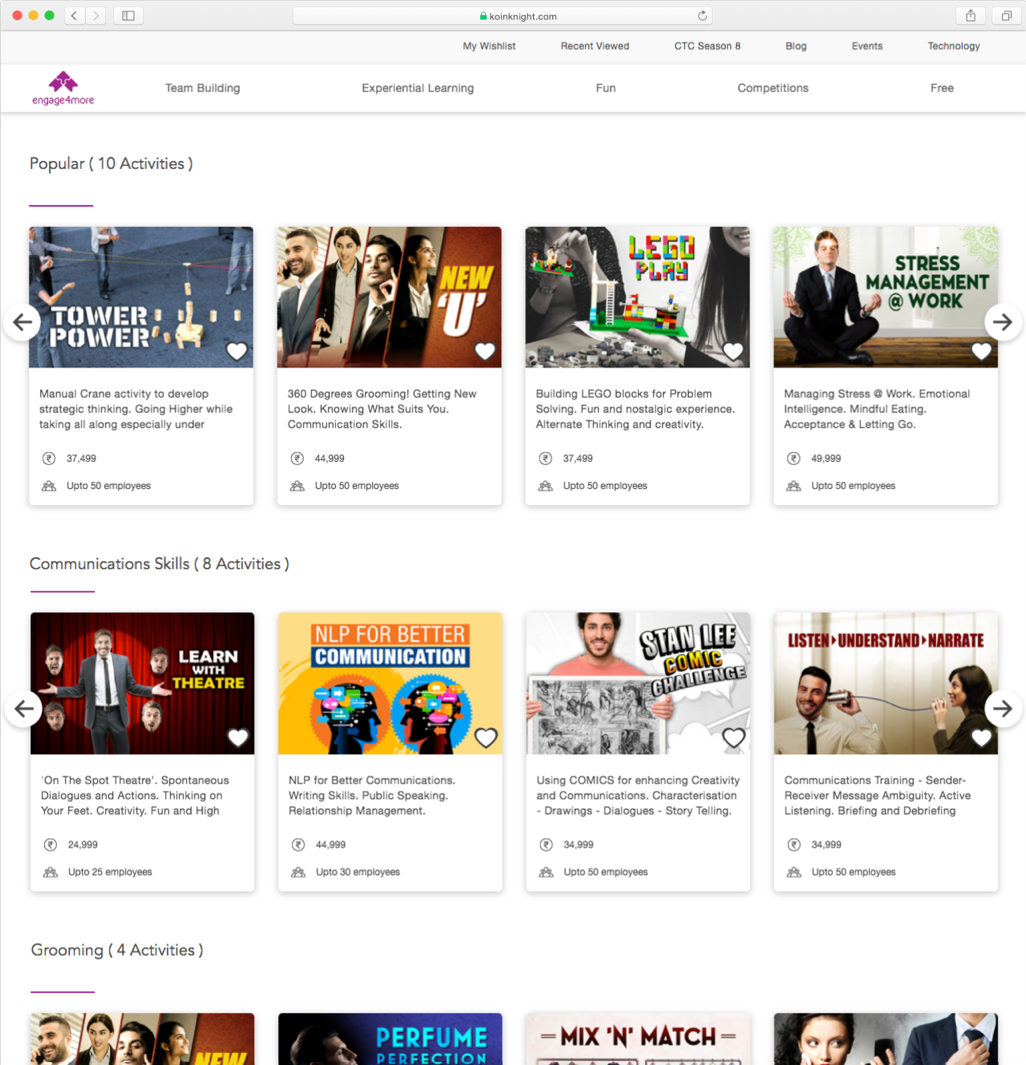 koinknight.com
My Wishlist
Recent Viewed
CTC Season 8
Blog
Events
Technology
engage4more
Team Building
Experiential Learning
Fun
Competitions
Free
Popular ( 10 Activities )
TOWER
POWER
NEW
'U'
LEGO
PLAY
STRESS
MANAGEMENT
@ WORK
Manual Crane activity to develop
strategic thinking. Going Higher while
taking all along especially under
37,499
Upto 50 employees
360 Degrees Grooming! Getting New
Look. Knowing What Suits You.
Communication Skills.
44,999
Upto 50 employees
Building LEGO blocks for Problem
Solving. Fun and nostalgic experience.
Alternate Thinking and creativity.
37,499
Upto 50 employees
Managing Stress @ Work. Emotional
Intelligence. Mindful Eating.
Acceptance & Letting Go.
49,999
Upto 50 employees
Communications Skills ( 8 Activities )
LEARN
WITH
THEATRE
NLP FOR BETTER
COMMUNICATION
STAN LEE
COMIC
CHALLENGE
LISTEN UNDERSTAND NARRATE
'On The Spot Theatre'. Spontaneous
Dialogues and Actions. Thinking on
Your Feet. Creativity. Fun and High
24,999
Upto 25 employees
NLP for Better Communications.
Writing Skills. Public Speaking.
Relationship Management.
44,999
Upto 30 employees
Using COMICS for enhancing Creativity
and Communications. Characterisation
- Drawings - Dialogues - Story Telling.
34,999
Upto 50 employees
Communications Training - Sender-
Receiver Message Ambiguity. Active
Listening. Briefing and Debriefing
34,999
Upto 50 employees
Grooming ( 4 Activities )
NEW
PERFUME
PERFECTION
MIX 'N' MATCH